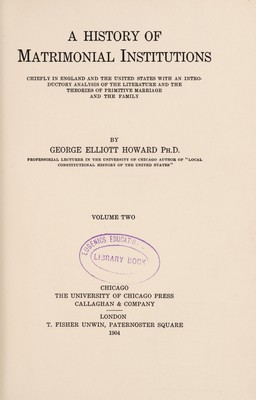 A HISTORY OF
MATRIMONIAL INSTITUTIONS
CHIEFLY IN ENGLAND AND THE UNITED STATES WITH AN INTRO-
DUCTORY ANALYSIS OF THE LITERATURE AND THE
THEORIES OF PRIMITIVE MARRIAGE
AND THE FAMILY
BY
GEORGE ELLIOTT HOWARD PH.D.
PROFESSORIAL LECTURER IN THE UNIVERSITY OF CHICAGO AUTHOR OF "LOCAL
CONSTITUTIONAL HISTORY OF THE UNITED STATES"
VOLUME TWO
EUGENICS EDUCATION
LIBRARY BOOK
CHICAGO
THE UNIVERSITY OF CHICAGO PRESS
CALLAGHAN & COMPANY
LONDON
T. FISHER UNWIN, PATERNOSTER SQUARE
1904